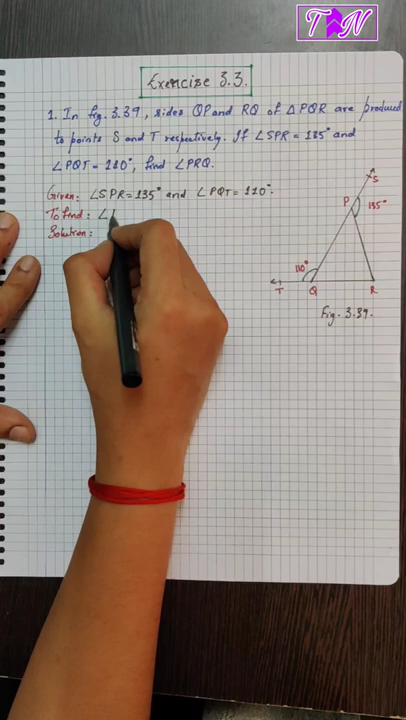 T N
Exercise 3.3.
1. In fig. 3.39, sides QP and RQ of △PQR are produced
to points S and T respectively. If ∠SPR = 135° and
∠PQT = 110°, find ∠PRQ.
Given: ∠SPR = 135° and ∠PQT = 110°.
To find: ∠
Solution:
S
P
135°
110°
T
Q
R
Fig. 3.39.